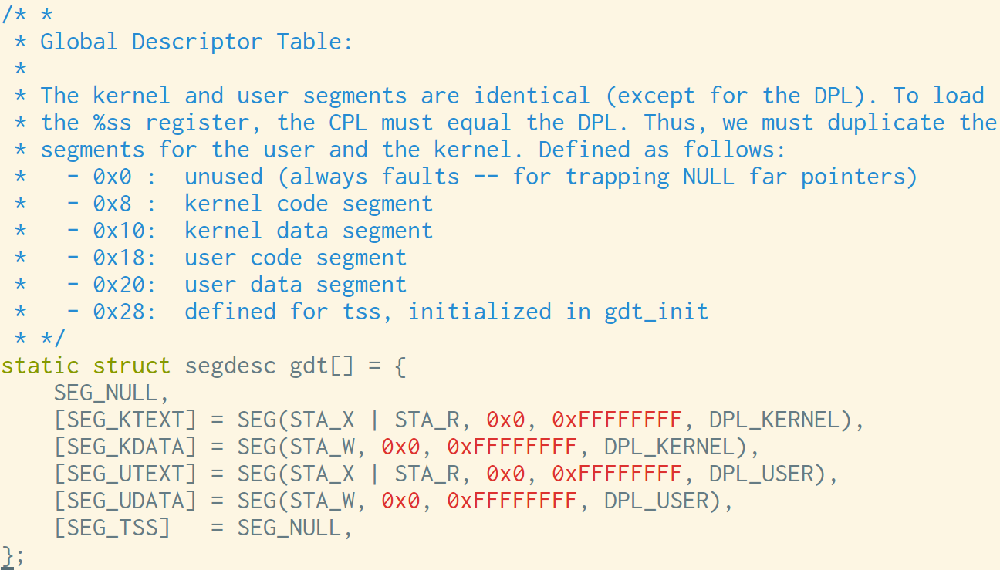 /* *
 * Global Descriptor Table:
 *
 * The kernel and user segments are identical (except for the DPL). To load
 * the %ss register, the CPL must equal the DPL. Thus, we must duplicate the
 * segments for the user and the kernel. Defined as follows:
 *   - 0x0 :  unused (always faults -- for trapping NULL far pointers)
 *   - 0x8 :  kernel code segment
 *   - 0x10:  kernel data segment
 *   - 0x18:  user code segment
 *   - 0x20:  user data segment
 *   - 0x28:  defined for tss, initialized in gdt_init
 * */
static struct segdesc gdt[] = {
    SEG_NULL,
    [SEG_KTEXT] = SEG(STA_X | STA_R, 0x0, 0xFFFFFFFF, DPL_KERNEL),
    [SEG_KDATA] = SEG(STA_W, 0x0, 0xFFFFFFFF, DPL_KERNEL),
    [SEG_UTEXT] = SEG(STA_X | STA_R, 0x0, 0xFFFFFFFF, DPL_USER),
    [SEG_UDATA] = SEG(STA_W, 0x0, 0xFFFFFFFF, DPL_USER),
    [SEG_TSS]   = SEG_NULL,
};